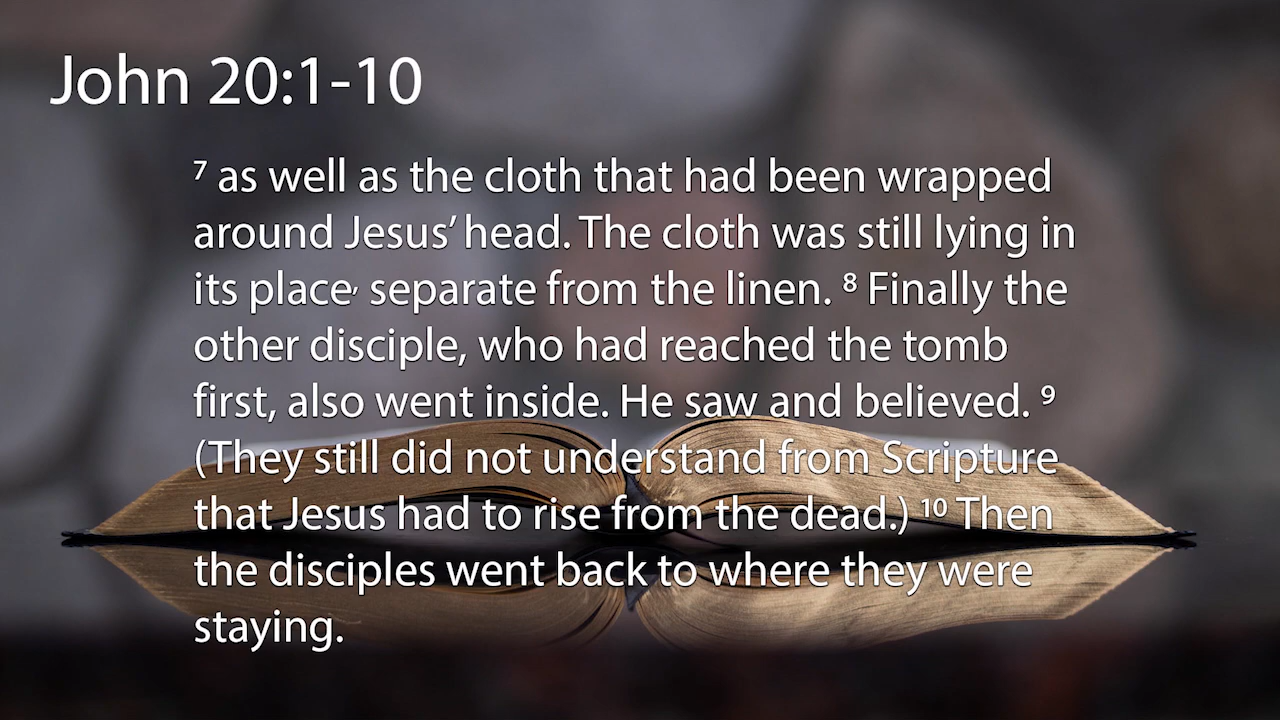 John 20:1-10
⁷ as well as the cloth that had been wrapped
around Jesus’ head. The cloth was still lying in
its place, separate from the linen. ⁸ Finally the
other disciple, who had reached the tomb
first, also went inside. He saw and believed. ⁹
(They still did not understand from Scripture
that Jesus had to rise from the dead.) ¹⁰ Then
the disciples went back to where they were
staying.